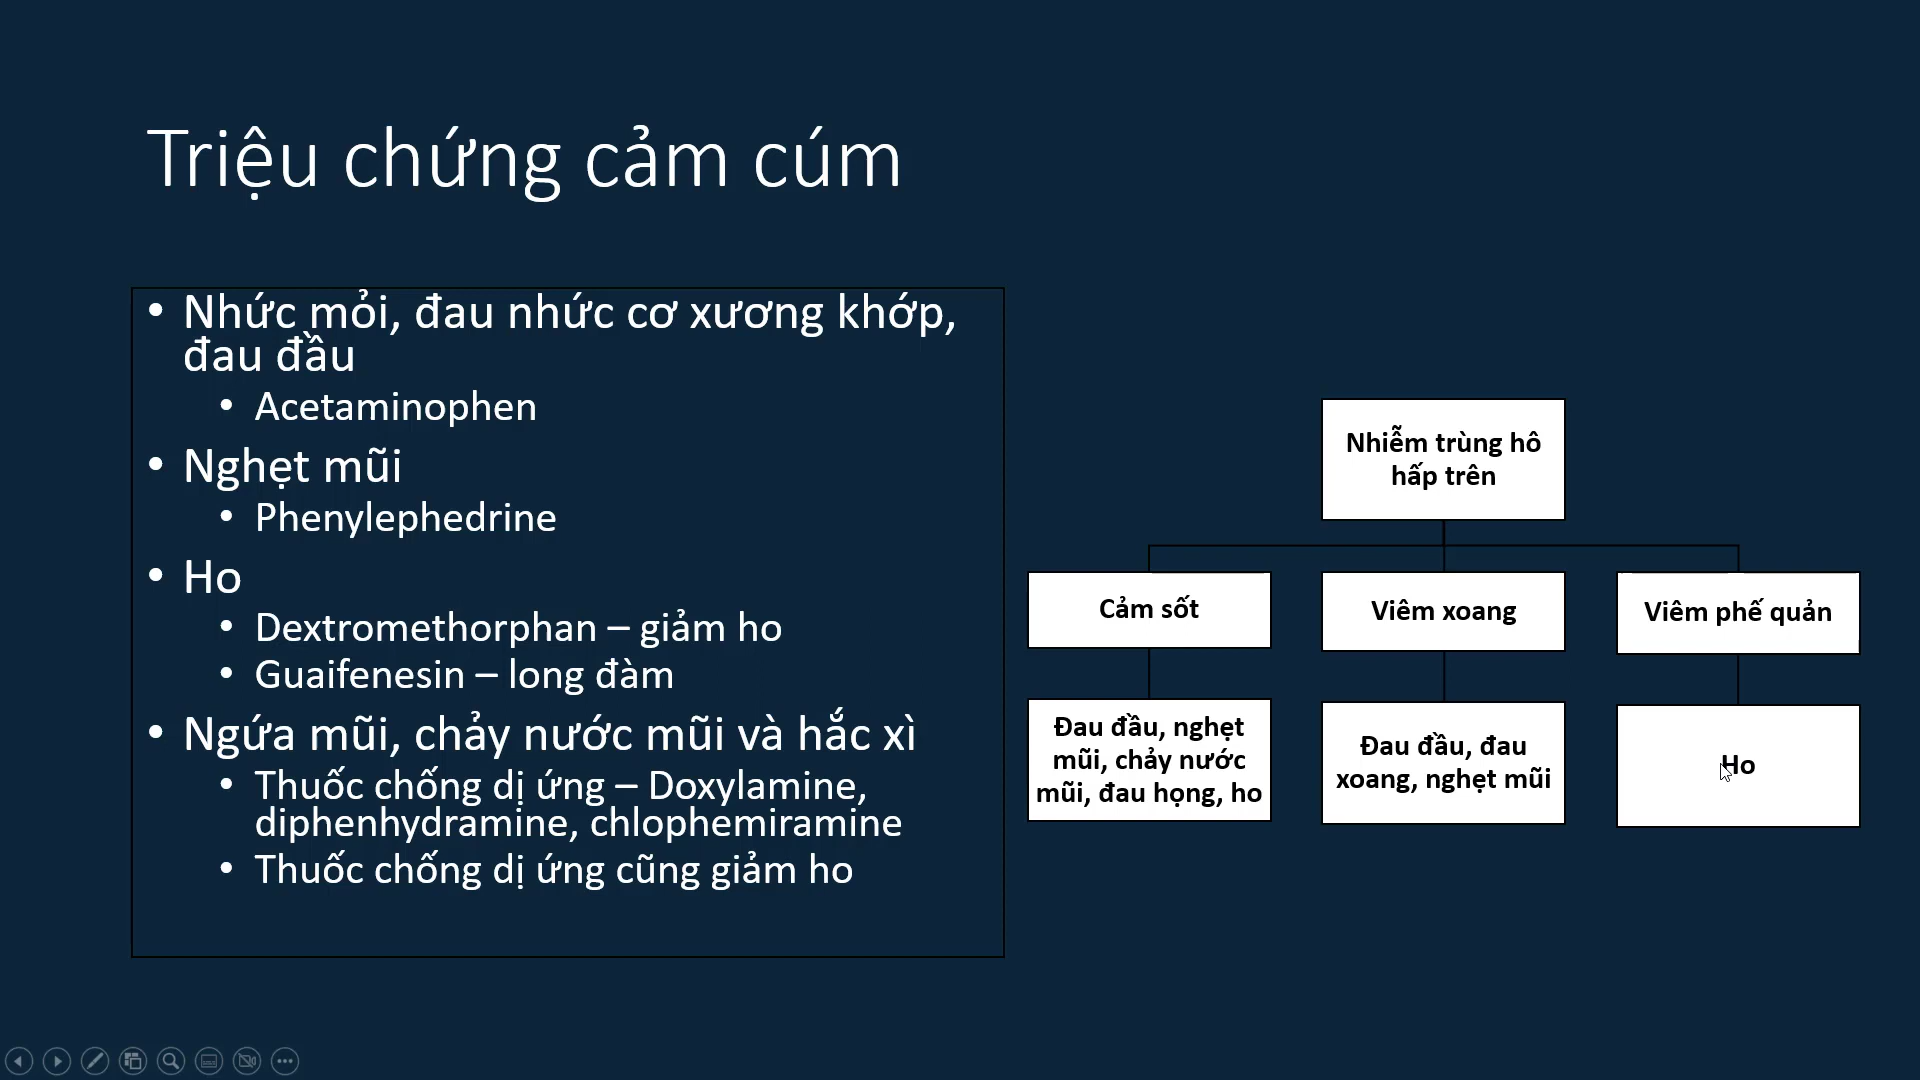 Triệu chứng cảm cúm
• Nhức mỏi, đau nhức cơ xương khớp,
đau đầu
• Acetaminophen
• Nghẹt mũi
• Phenylephedrine
• Ho
• Dextromethorphan – giảm ho
• Guaifenesin – long đàm
• Ngứa mũi, chảy nước mũi và hắc xì
• Thuốc chống dị ứng – Doxylamine,
diphenhydramine, chlophemiramine
• Thuốc chống dị ứng cũng giảm ho
Nhiễm trùng hô
hấp trên
Cảm sốt
Viêm xoang
Viêm phế quản
Đau đầu, nghẹt
mũi, chảy nước
mũi, đau họng, ho
Đau đầu, đau
xoang, nghẹt mũi
Ho